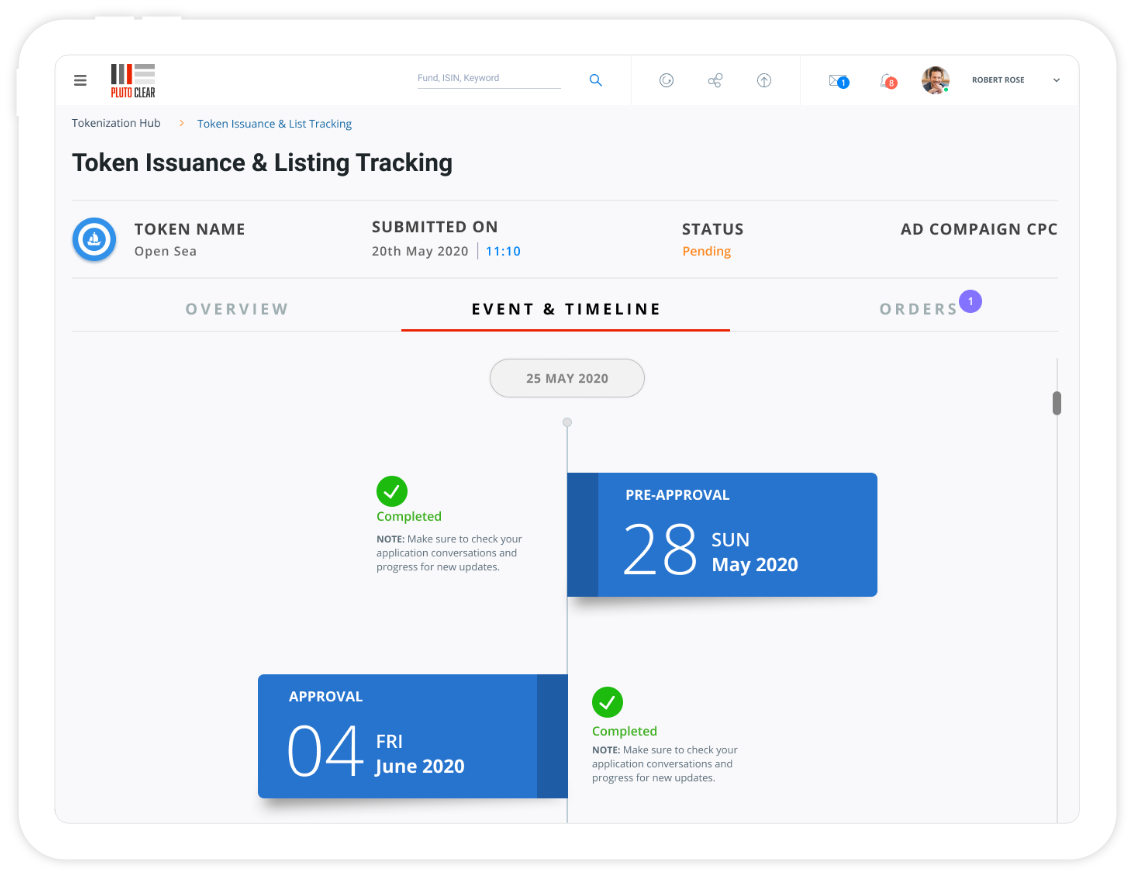 PLUTO CLEAR
Fund, ISIN, Keyword
1
8
ROBERT ROSE
Tokenization Hub > Token Issuance & List Tracking
Token Issuance & Listing Tracking
TOKEN NAME
Open Sea
SUBMITTED ON
20th May 2020 | 11:10
STATUS
Pending
AD COMPAIGN CPC
OVERVIEW
EVENT & TIMELINE
ORDERS
1
25 MAY 2020
Completed
NOTE: Make sure to check your
application conversations and
progress for new updates.
PRE-APPROVAL
28
SUN
May 2020
APPROVAL
04
FRI
June 2020
Completed
NOTE: Make sure to check your
application conversations and
progress for new updates.